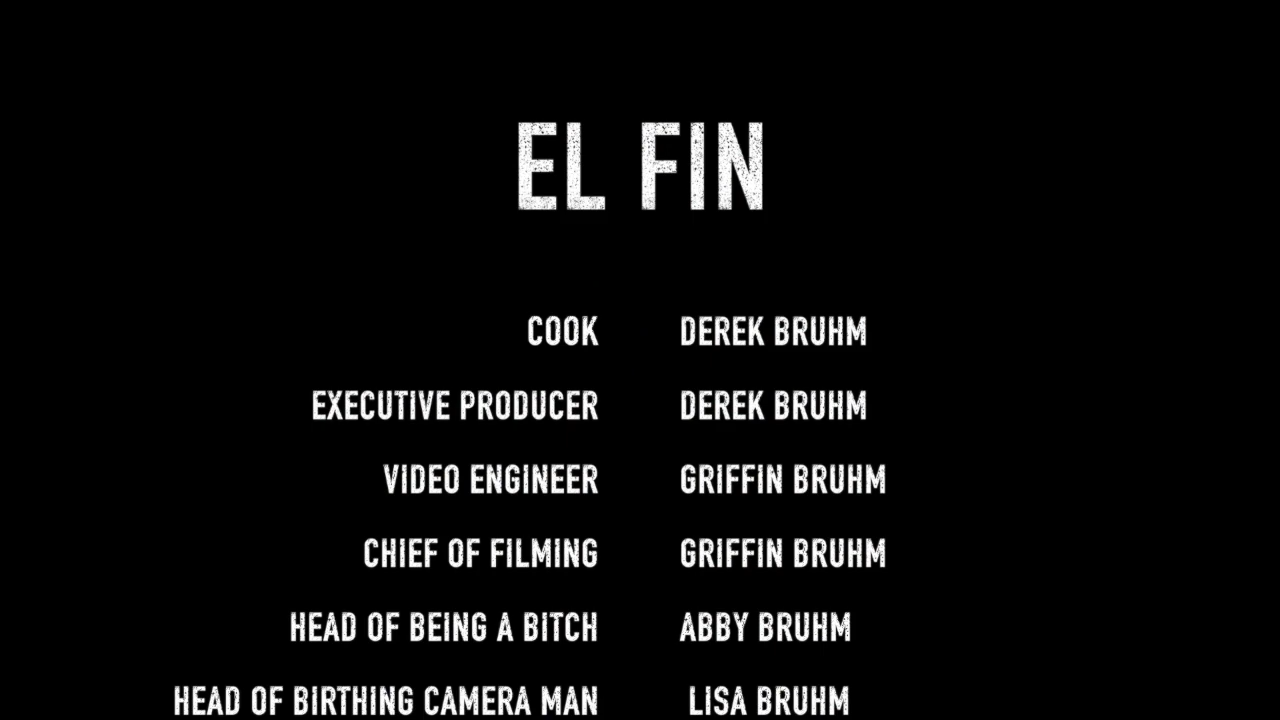 EL FIN
COOK DEREK BRUHM
EXECUTIVE PRODUCER DEREK BRUHM
VIDEO ENGINEER GRIFFIN BRUHM
CHIEF OF FILMING GRIFFIN BRUHM
HEAD OF BEING A BITCH ABBY BRUHM
HEAD OF BIRTHING CAMERA MAN LISA BRUHM